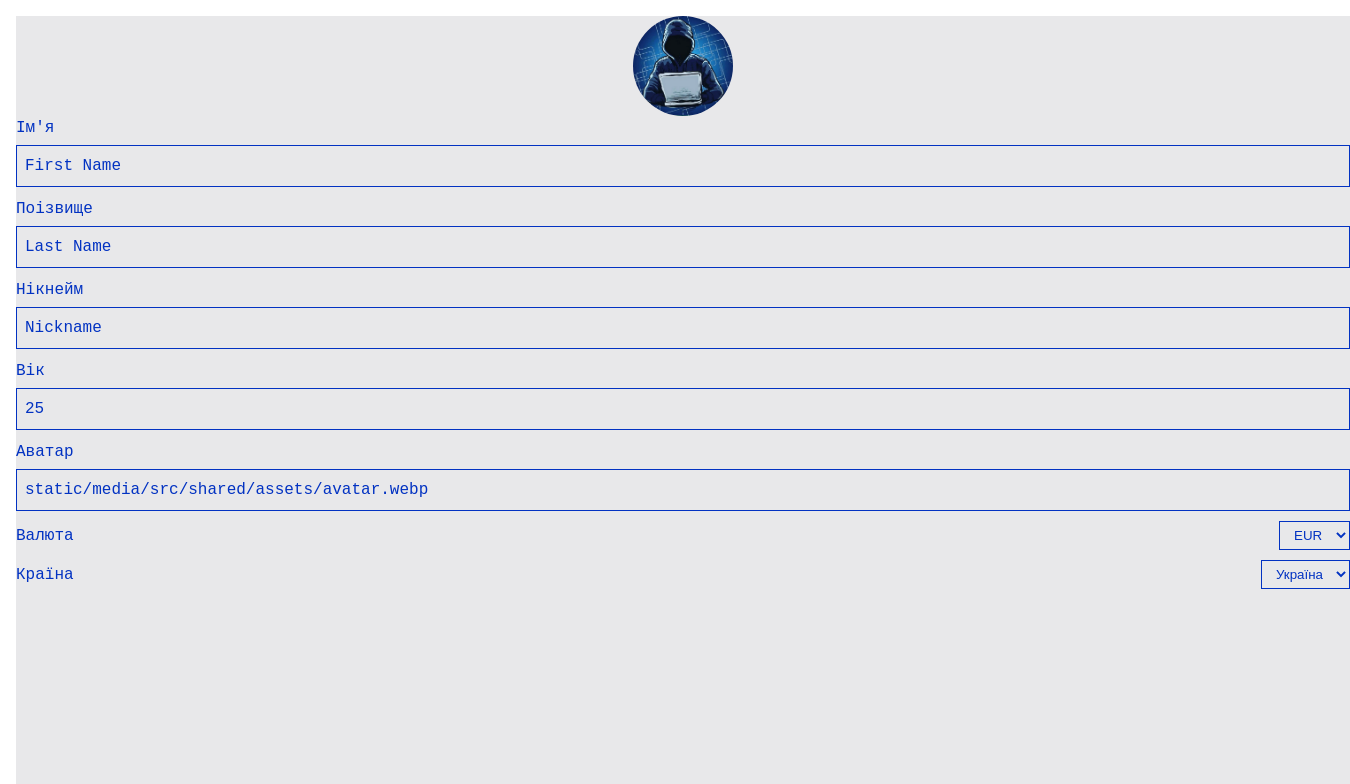 Ім'я
First Name
Поізвище
Last Name
Нікнейм
Nickname
Вік
25
Аватар
static/media/src/shared/assets/avatar.webp
Валюта EUR
Країна Україна